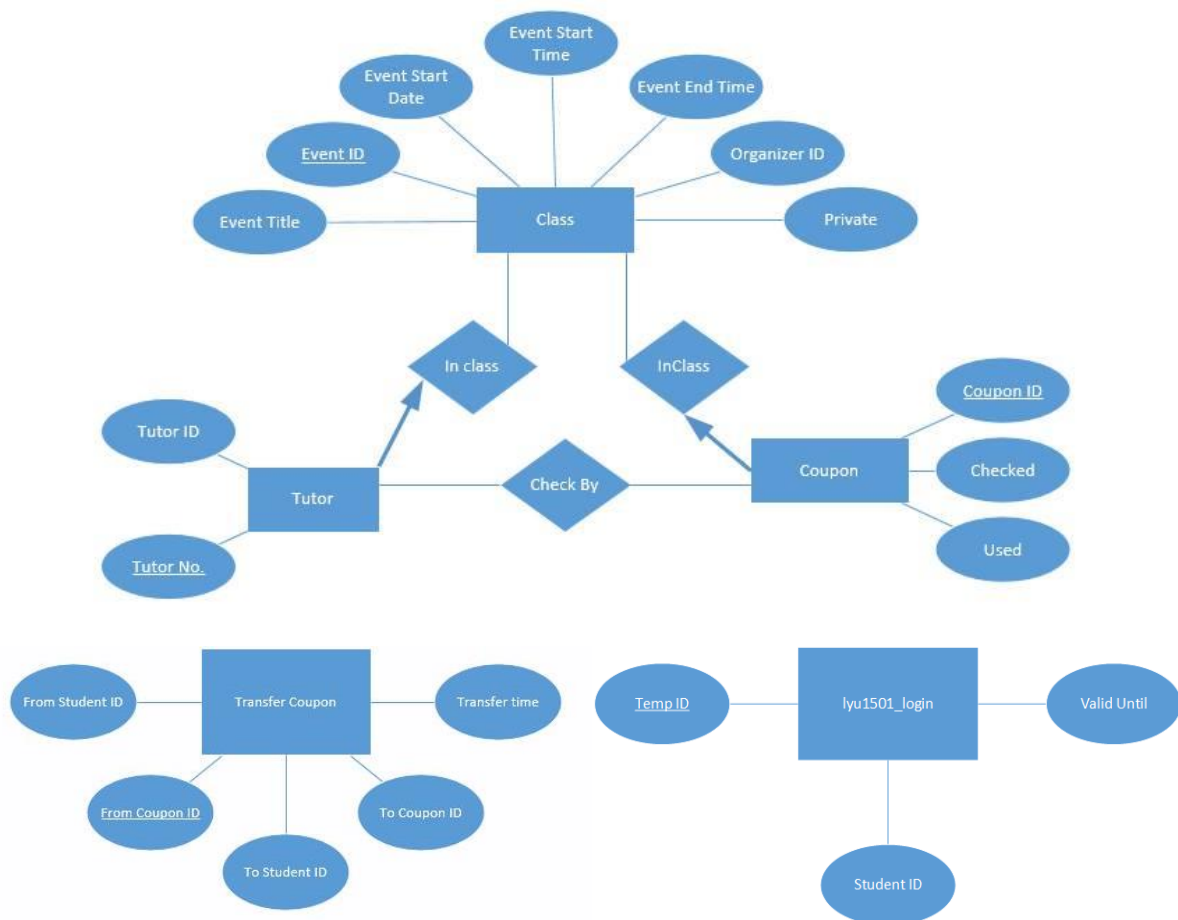 Event Start
Time
Event Start
Date
Event End Time
Event ID
Organizer ID
Event Title
Class
Private
In class
InClass
Coupon ID
Tutor ID
Checked
Coupon
Check By
Tutor
Used
Tutor No.
From Student ID
Transfer Coupon
Transfer time
From Coupon ID
To Coupon ID
To Student ID
Temp ID
lyu1501_login
Valid Until
Student ID